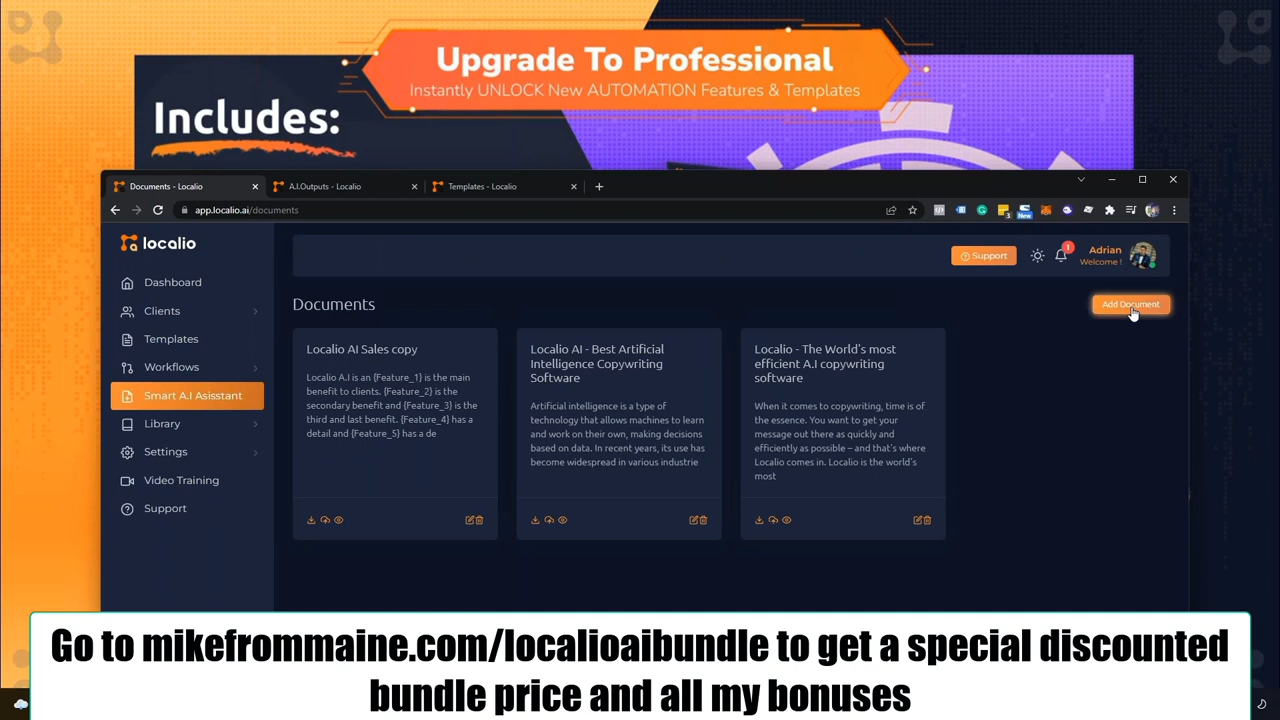 Upgrade To Professional
Instantly UNLOCK New AUTOMATION Features & Templates
Includes:
Documents - Localio
A.I.Outputs - Localio
Templates - Localio
app.localio.ai/documents
3
New
localio
Support
1
Adrian
Welcome !
Dashboard
Clients
Templates
Workflows
Smart A.I Asisstant
Library
Settings
Video Training
Support
Documents
Add Document
Localio AI Sales copy
Localio A.I is an {Feature_1} is the main
benefit to clients. {Feature_2} is the
secondary benefit and {Feature_3} is the
third and last benefit. {Feature_4} has a
detail and {Feature_5} has a de
Localio AI - Best Artificial
Intelligence Copywriting
Software
Artificial intelligence is a type of
technology that allows machines to learn
and work on their own, making decisions
based on data. In recent years, its use has
become widespread in various industrie
Localio - The World's most
efficient A.I copywriting
software
When it comes to copywriting, time is of
the essence. You want to get your
message out there as quickly and
efficiently as possible – and that's where
Localio comes in. Localio is the world's
most
Go to mikefrommaine.com/localioaibundle to get a special discounted
bundle price and all my bonuses